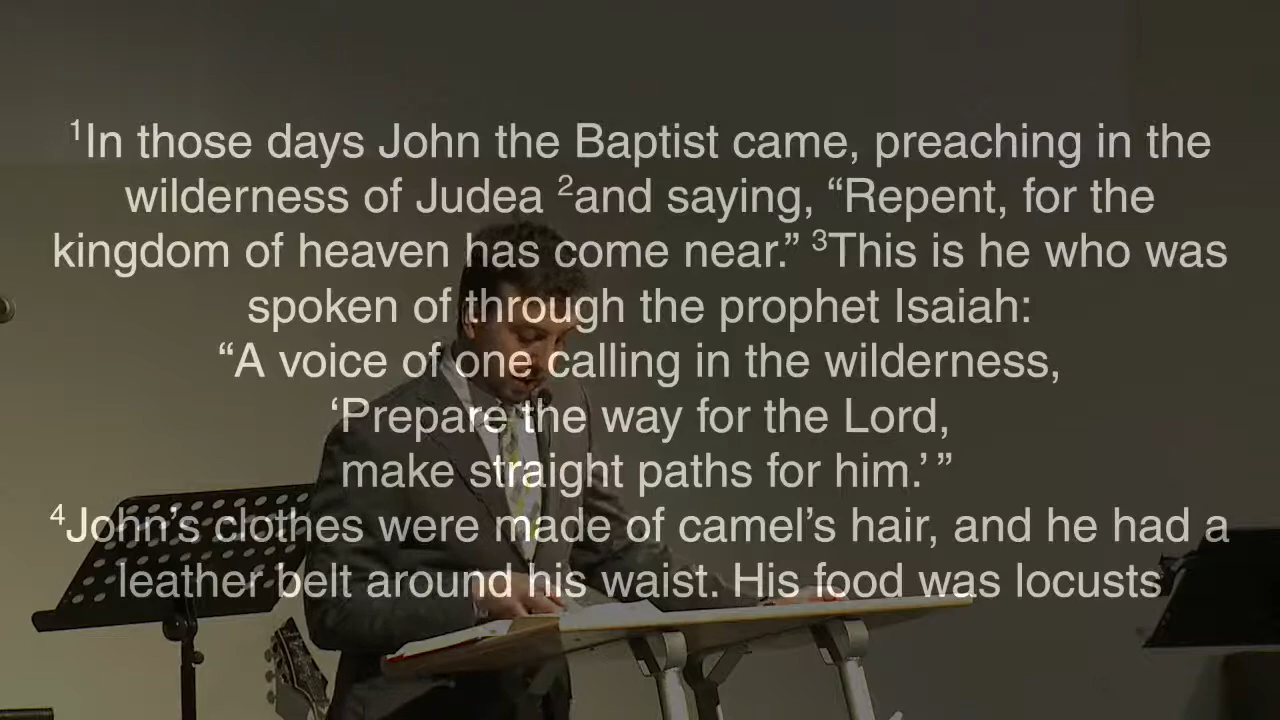 ¹In those days John the Baptist came, preaching in the
wilderness of Judea ²and saying, “Repent, for the
kingdom of heaven has come near.” ³This is he who was
spoken of through the prophet Isaiah:
“A voice of one calling in the wilderness,
‘Prepare the way for the Lord,
make straight paths for him.’ ”
⁴John’s clothes were made of camel’s hair, and he had a
leather belt around his waist. His food was locusts